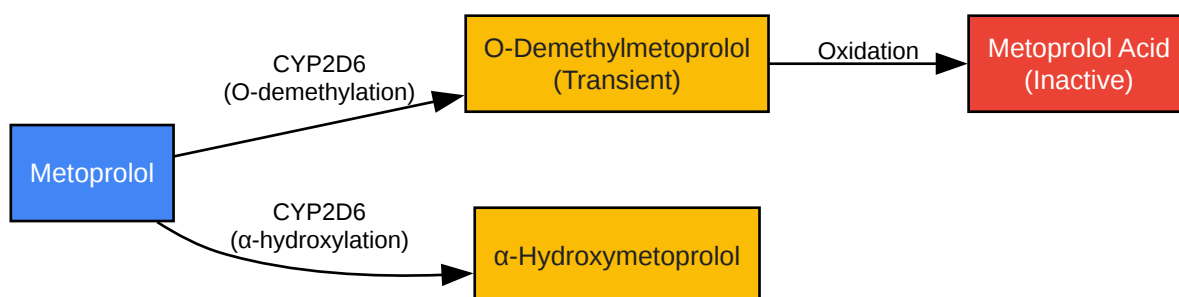 CYP2D6
(O-demethylation)
O-Demethylmetoprolol
(Transient)
Oxidation
Metoprolol Acid
(Inactive)
Metoprolol
CYP2D6
(α-hydroxylation)
α-Hydroxymetoprolol